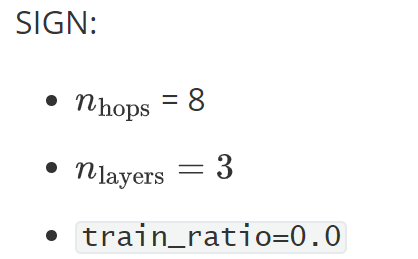 SIGN:
• n_hops = 8
• n_layers = 3
• train_ratio=0.0